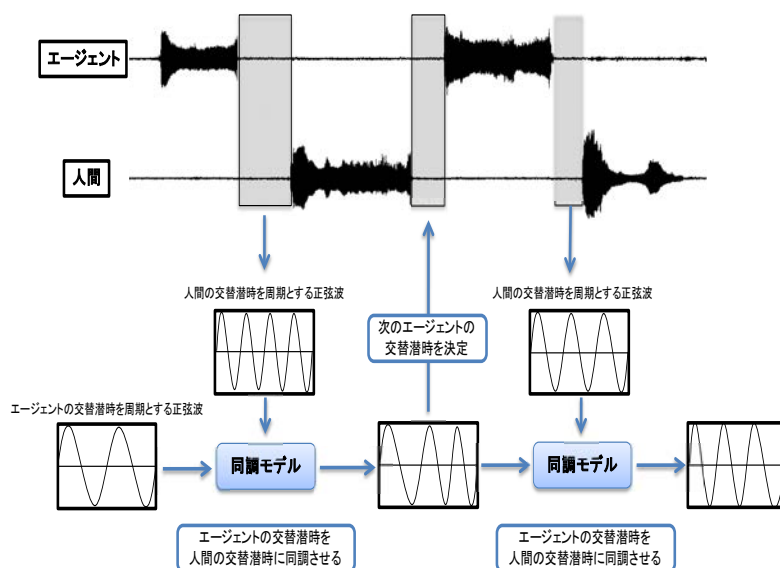 エージェント
人間
人間の交替潜時を周期とする正弦波
人間の交替潜時を周期とする正弦波
次のエージェントの
交替潜時を決定
エージェントの交替潜時を周期とする正弦波
同調モデル
同調モデル
エージェントの交替潜時を
人間の交替潜時に同調させる
エージェントの交替潜時を
人間の交替潜時に同調させる